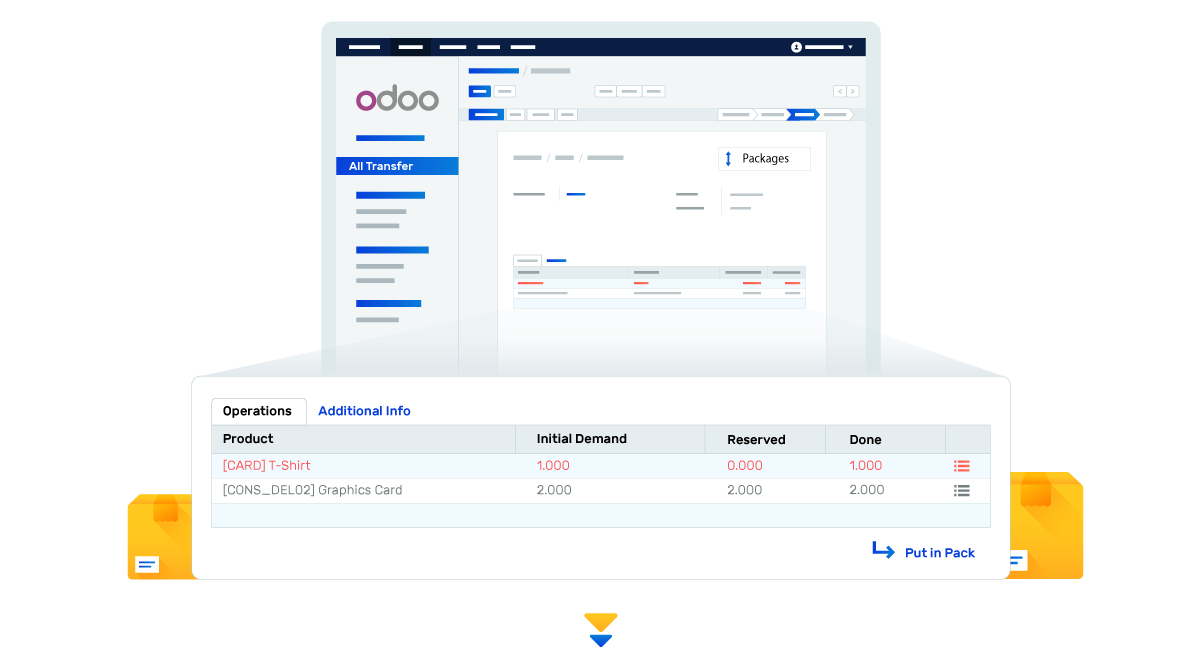 odoo
All Transfer
Packages
Operations Additional Info
Product Initial Demand Reserved Done
[CARD] T-Shirt 1.000 0.000 1.000
[CONS_DEL02] Graphics Card 2.000 2.000 2.000
Put in Pack